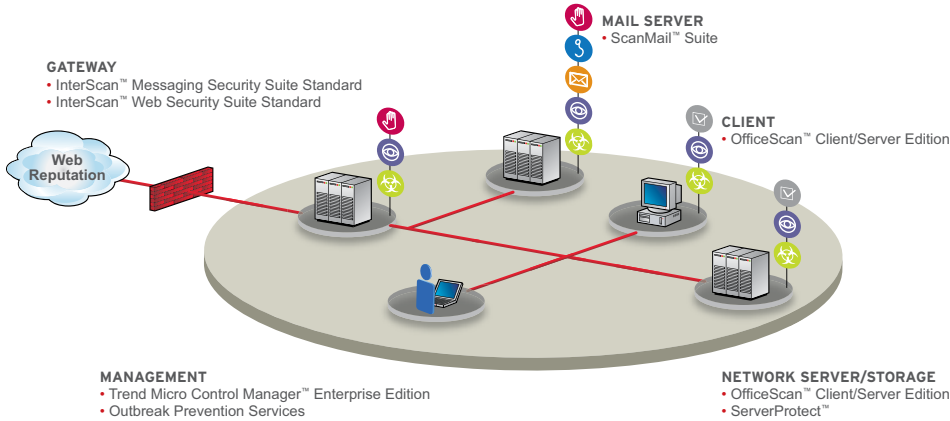 MAIL SERVER
• ScanMail™ Suite
GATEWAY
• InterScan™ Messaging Security Suite Standard
• InterScan™ Web Security Suite Standard
CLIENT
• OfficeScan™ Client/Server Edition
Web
Reputation
MANAGEMENT
• Trend Micro Control Manager™ Enterprise Edition
• Outbreak Prevention Services
NETWORK SERVER/STORAGE
• OfficeScan™ Client/Server Edition
• ServerProtect™